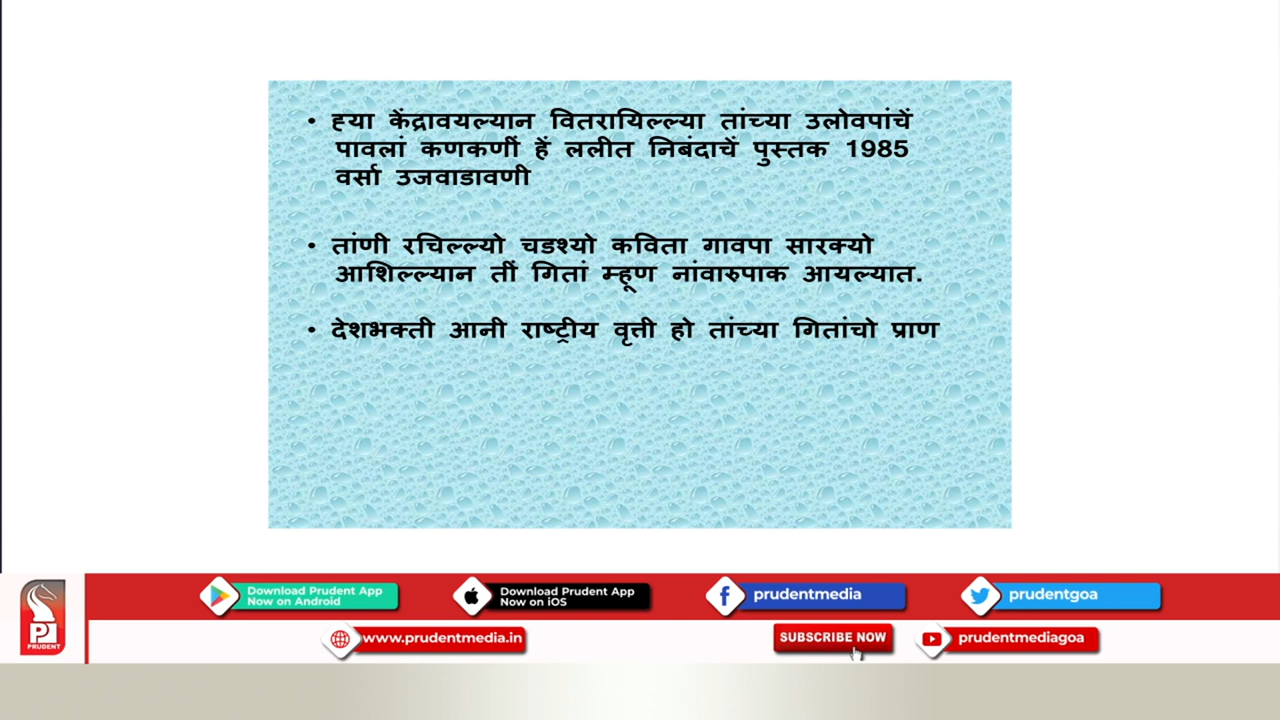 • ह्या केंद्रावयल्यान वितरायिल्ल्या तांच्या उलोवपांचें
पावलां कणकणीं हें ललीत निबंदाचें पुस्तक 1985
वर्सा उजवाडावणी
• तांणी रचिल्ल्यो चडश्यो कविता गावपा सारक्यो
आशिल्ल्यान तीं गितां म्हूण नांवारुपाक आयल्यात.
• देशभक्ती आनी राष्ट्रीय वृत्ती हो तांच्या गितांचो प्राण
Download Prudent App
Now on Android
Download Prudent App
Now on iOS
prudentmedia
prudentgoa
PRUDENT
www.prudentmedia.in
SUBSCRIBE NOW
prudentmediagoa